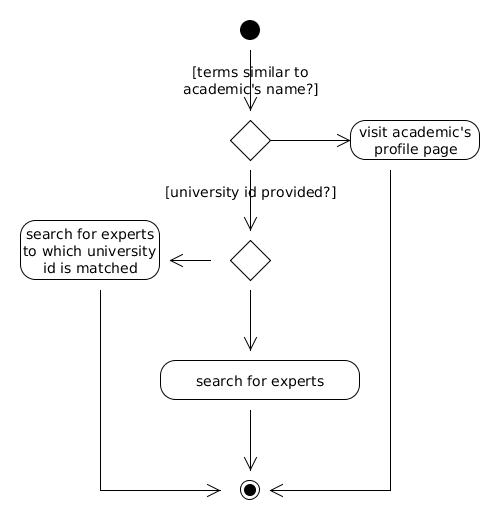 [terms similar to
academic's name?]
visit academic's
profile page
[university id provided?]
search for experts
to which university
id is matched
search for experts